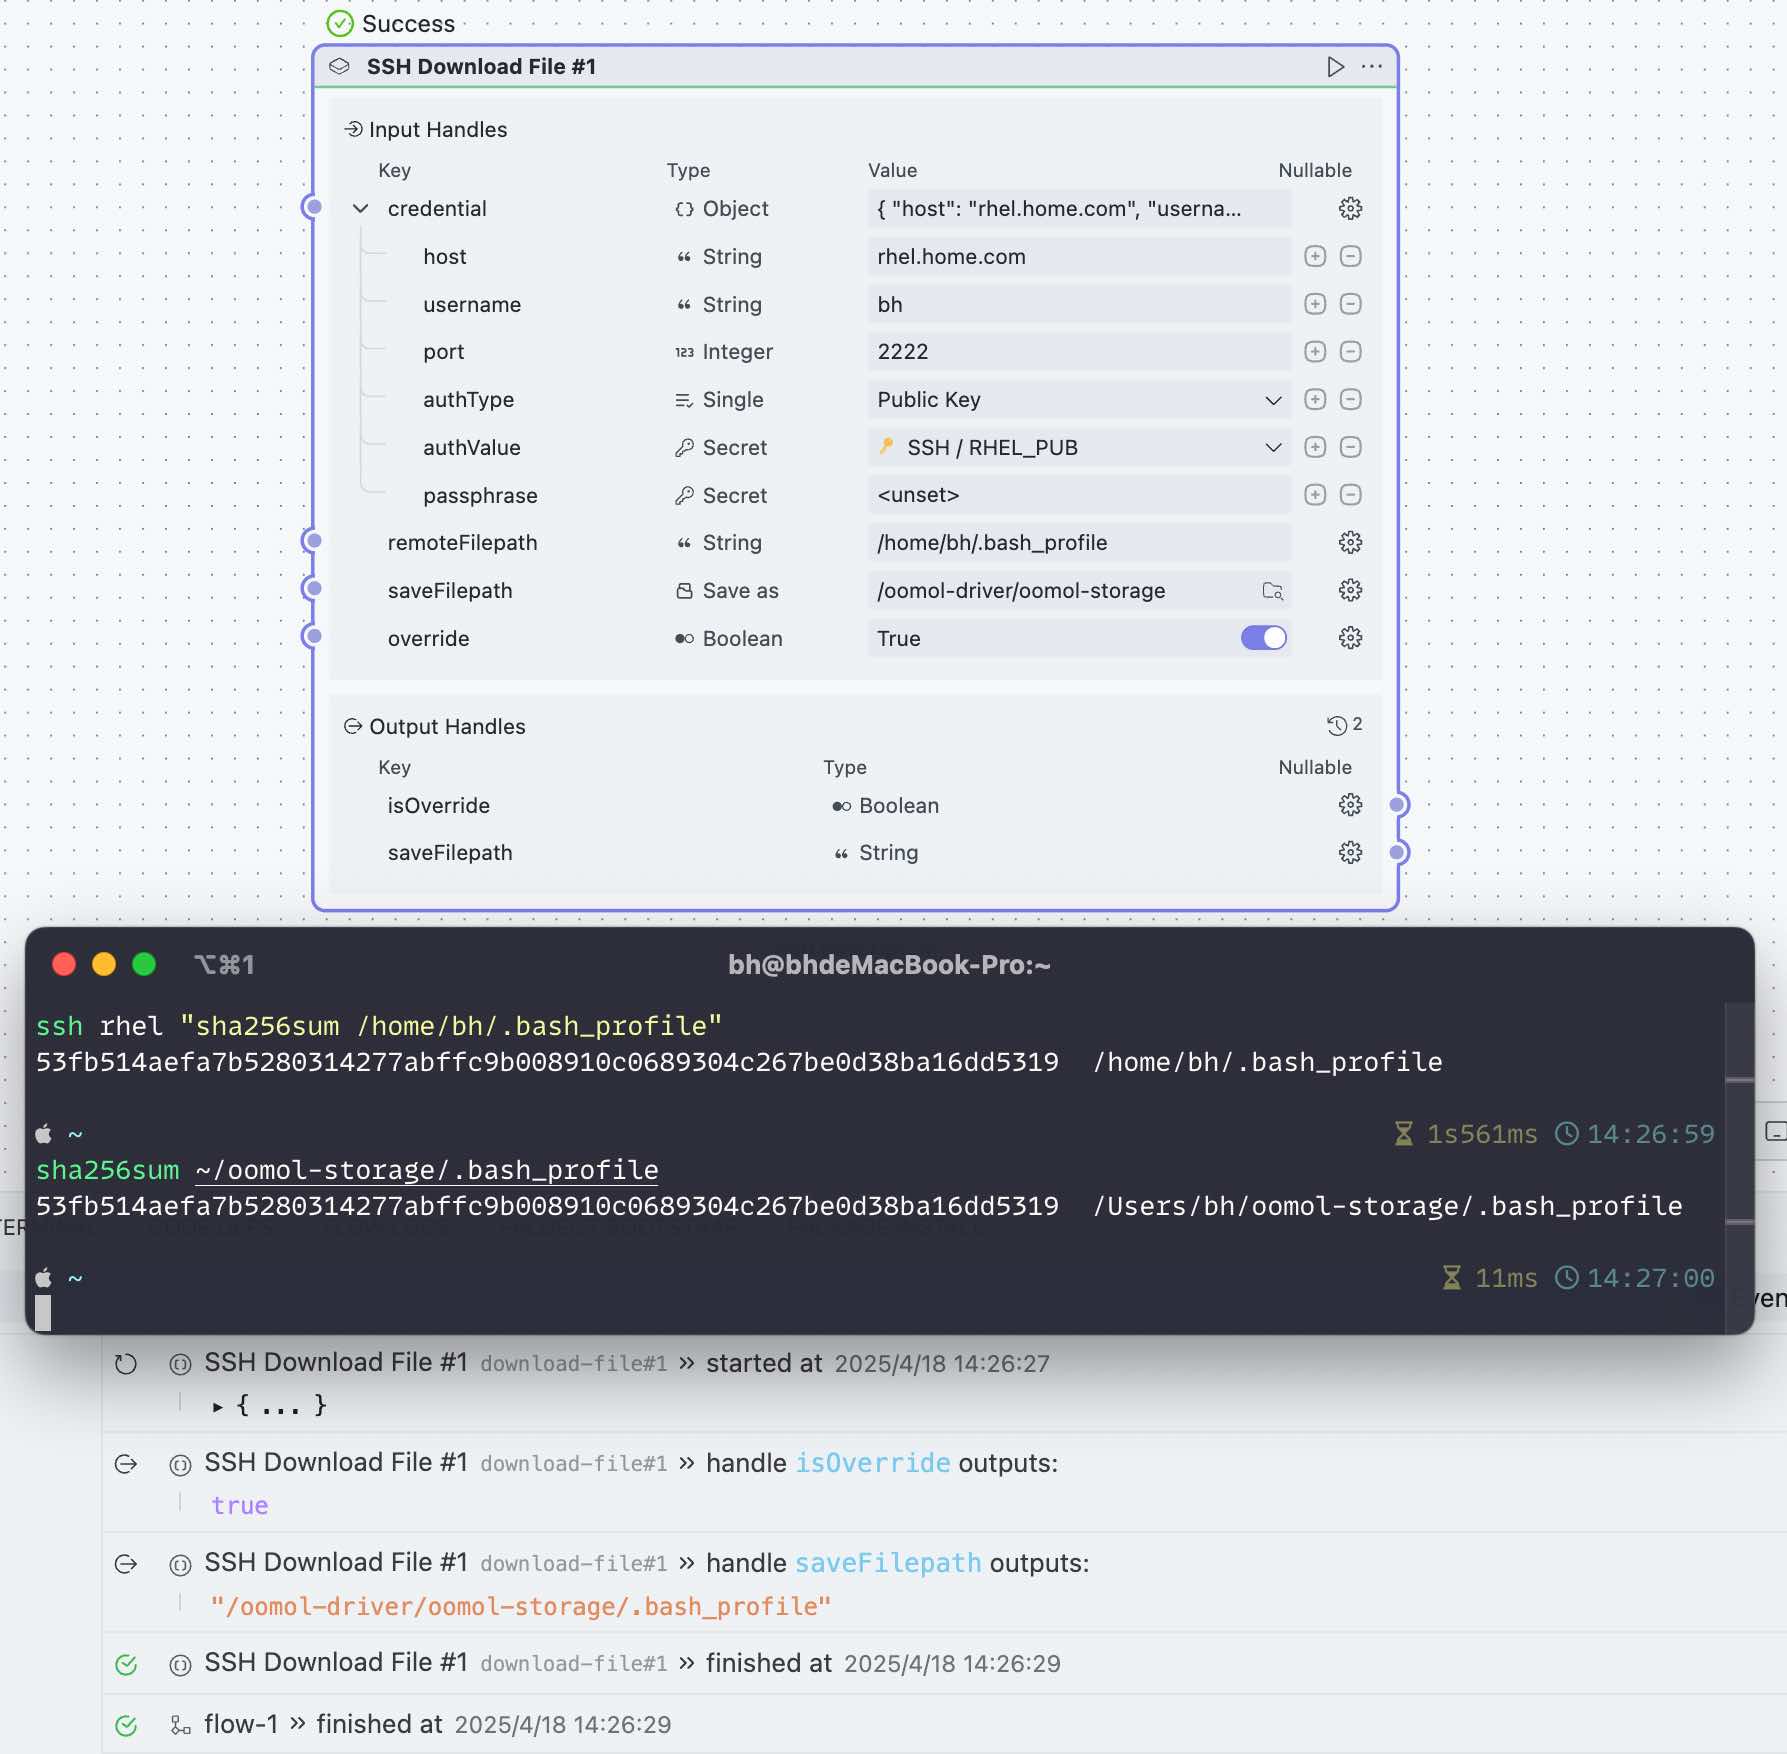 Success
SSH Download File #1
Input Handles
Key Type Value Nullable
credential {} Object { "host": "rhel.home.com", "userna...
host “ String rhel.home.com
username “ String bh
port 123 Integer 2222
authType Single Public Key
authValue Secret SSH / RHEL_PUB
passphrase Secret <unset>
remoteFilepath “ String /home/bh/.bash_profile
saveFilepath Save as /oomol-driver/oomol-storage
override Boolean True
Output Handles 2
Key Type Nullable
isOverride Boolean
saveFilepath “ String
⌥⌘1 bh@bhdeMacBook-Pro:~
ssh rhel "sha256sum /home/bh/.bash_profile"
53fb514aefa7b5280314277abffc9b008910c0689304c267be0d38ba16dd5319 /home/bh/.bash_profile
~ 1s561ms 14:26:59
sha256sum ~/oomol-storage/.bash_profile
53fb514aefa7b5280314277abffc9b008910c0689304c267be0d38ba16dd5319 /Users/bh/oomol-storage/.bash_profile
~ 11ms 14:27:00
SSH Download File #1 download-file#1 » started at 2025/4/18 14:26:27
▸ { ... }
SSH Download File #1 download-file#1 » handle isOverride outputs:
true
SSH Download File #1 download-file#1 » handle saveFilepath outputs:
"/oomol-driver/oomol-storage/.bash_profile"
SSH Download File #1 download-file#1 » finished at 2025/4/18 14:26:29
flow-1 » finished at 2025/4/18 14:26:29